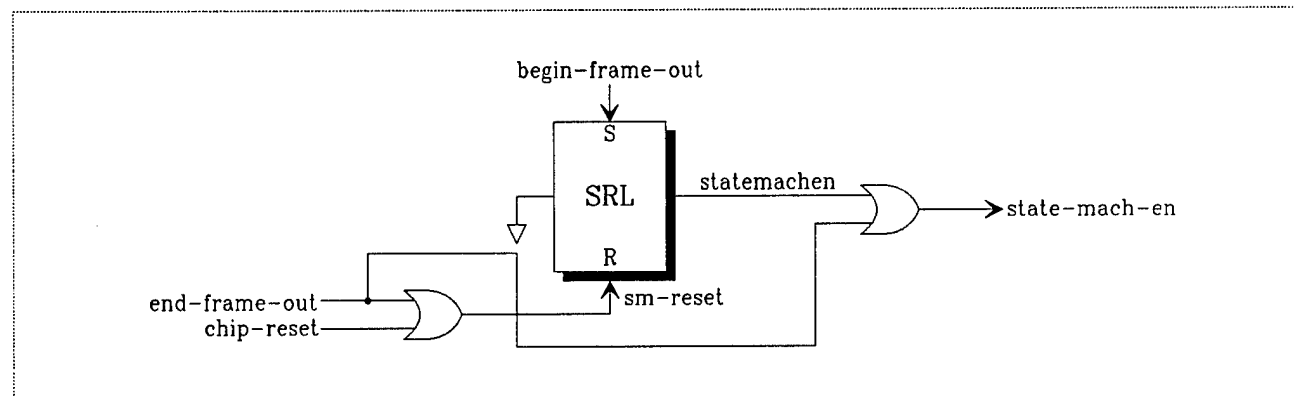 begin-frame-out
S
statemachen
SRL
state-mach-en
R
end-frame-out
sm-reset
chip-reset